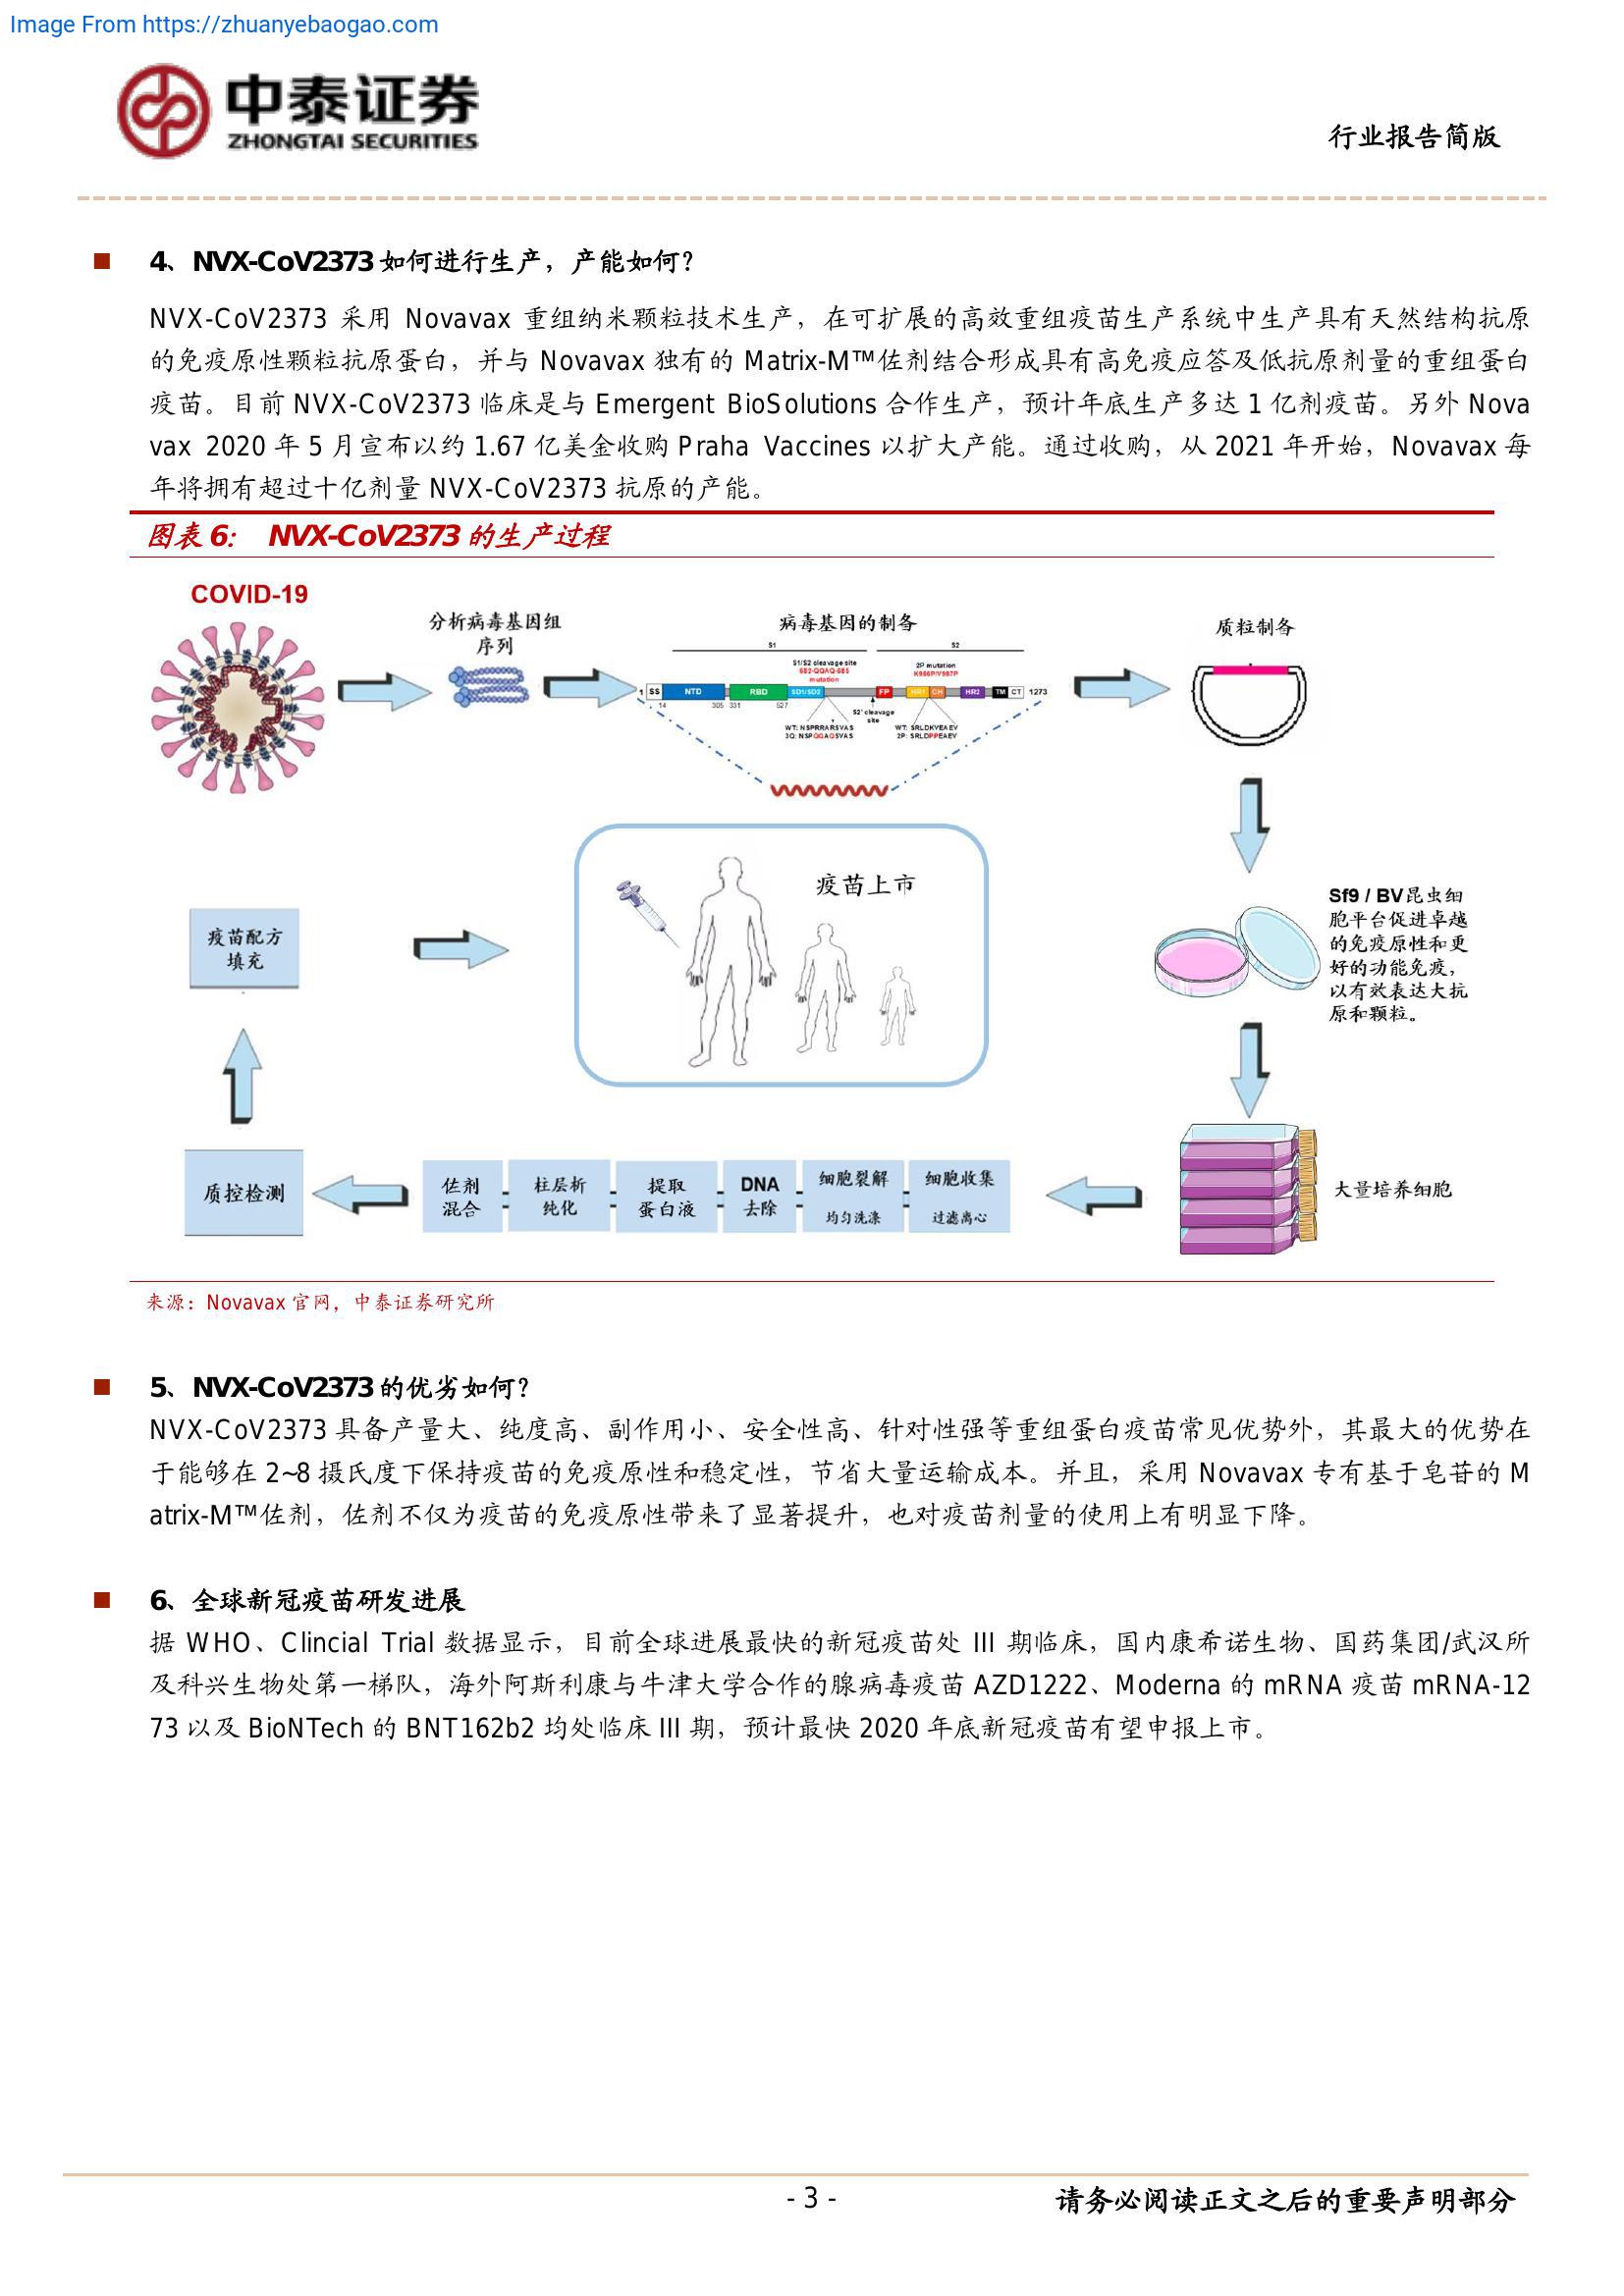 Image From https://zhuanyebaogao.com
中泰证券
ZHONGTAI SECURITIES
行业报告简版
4、NVX-CoV2373 如何进行生产，产能如何？
NVX-CoV2373 采用 Novavax 重组纳米颗粒技术生产，在可扩展的高效重组疫苗生产系统中生产具有天然结构抗原
的免疫原性颗粒抗原蛋白，并与 Novavax 独有的 Matrix-M™佐剂结合形成具有高免疫应答及低抗原剂量的重组蛋白
疫苗。目前 NVX-CoV2373 临床是与 Emergent BioSolutions 合作生产，预计年底生产多达 1 亿剂疫苗。另外 Nova
vax 2020 年 5 月宣布以约 1.67 亿美金收购 Praha Vaccines 以扩大产能。通过收购，从 2021 年开始，Novavax 每
年将拥有超过十亿剂量 NVX-CoV2373 抗原的产能。
图表 6： NVX-CoV2373 的生产过程
COVID-19
分析病毒基因组
序列
病毒基因的制备
质粒制备
S1
S2
S1/S2 cleavage site
682-QQAQ-685
mutation
2P mutation
K986P/V987P
1 SS NTD RBD SD1/SD2 FP HR1 CH HR2 TM CT 1273
14 305 331 527
S2' cleavage
site
WT: NSPRRARSVAS
3Q: NSPQQAQSVAS
WT: SRLDKVEAEV
2P: SRLDPPEAEV
疫苗上市
Sf9 / BV昆虫细
胞平台促进卓越
的免疫原性和更
好的功能免疫，
以有效表达大抗
原和颗粒。
疫苗配方
填充
质控检测
佐剂
混合
柱层析
纯化
提取
蛋白液
DNA
去除
细胞裂解
均匀洗涤
细胞收集
过滤离心
大量培养细胞
来源：Novavax 官网，中泰证券研究所
5、NVX-CoV2373 的优劣如何？
NVX-CoV2373 具备产量大、纯度高、副作用小、安全性高、针对性强等重组蛋白疫苗常见优势外，其最大的优势在
于能够在 2~8 摄氏度下保持疫苗的免疫原性和稳定性，节省大量运输成本。并且，采用 Novavax 专有基于皂苷的 M
atrix-M™佐剂，佐剂不仅为疫苗的免疫原性带来了显著提升，也对疫苗剂量的使用上有明显下降。
6、全球新冠疫苗研发进展
据 WHO、Clincial Trial 数据显示，目前全球进展最快的新冠疫苗处 III 期临床，国内康希诺生物、国药集团/武汉所
及科兴生物处第一梯队，海外阿斯利康与牛津大学合作的腺病毒疫苗 AZD1222、Moderna 的 mRNA 疫苗 mRNA-12
73 以及 BioNTech 的 BNT162b2 均处临床 III 期，预计最快 2020 年底新冠疫苗有望申报上市。
- 3 -
请务必阅读正文之后的重要声明部分